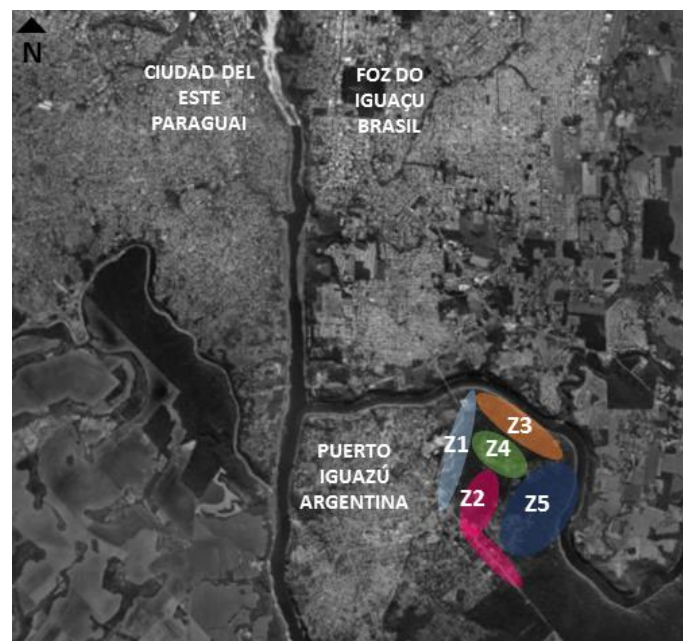 N
CIUDAD DEL
ESTE
PARAGUAI
FOZ DO
IGUAÇU
BRASIL
PUERTO
IGUAZÚ
ARGENTINA
Z1
Z3
Z4
Z2
Z5